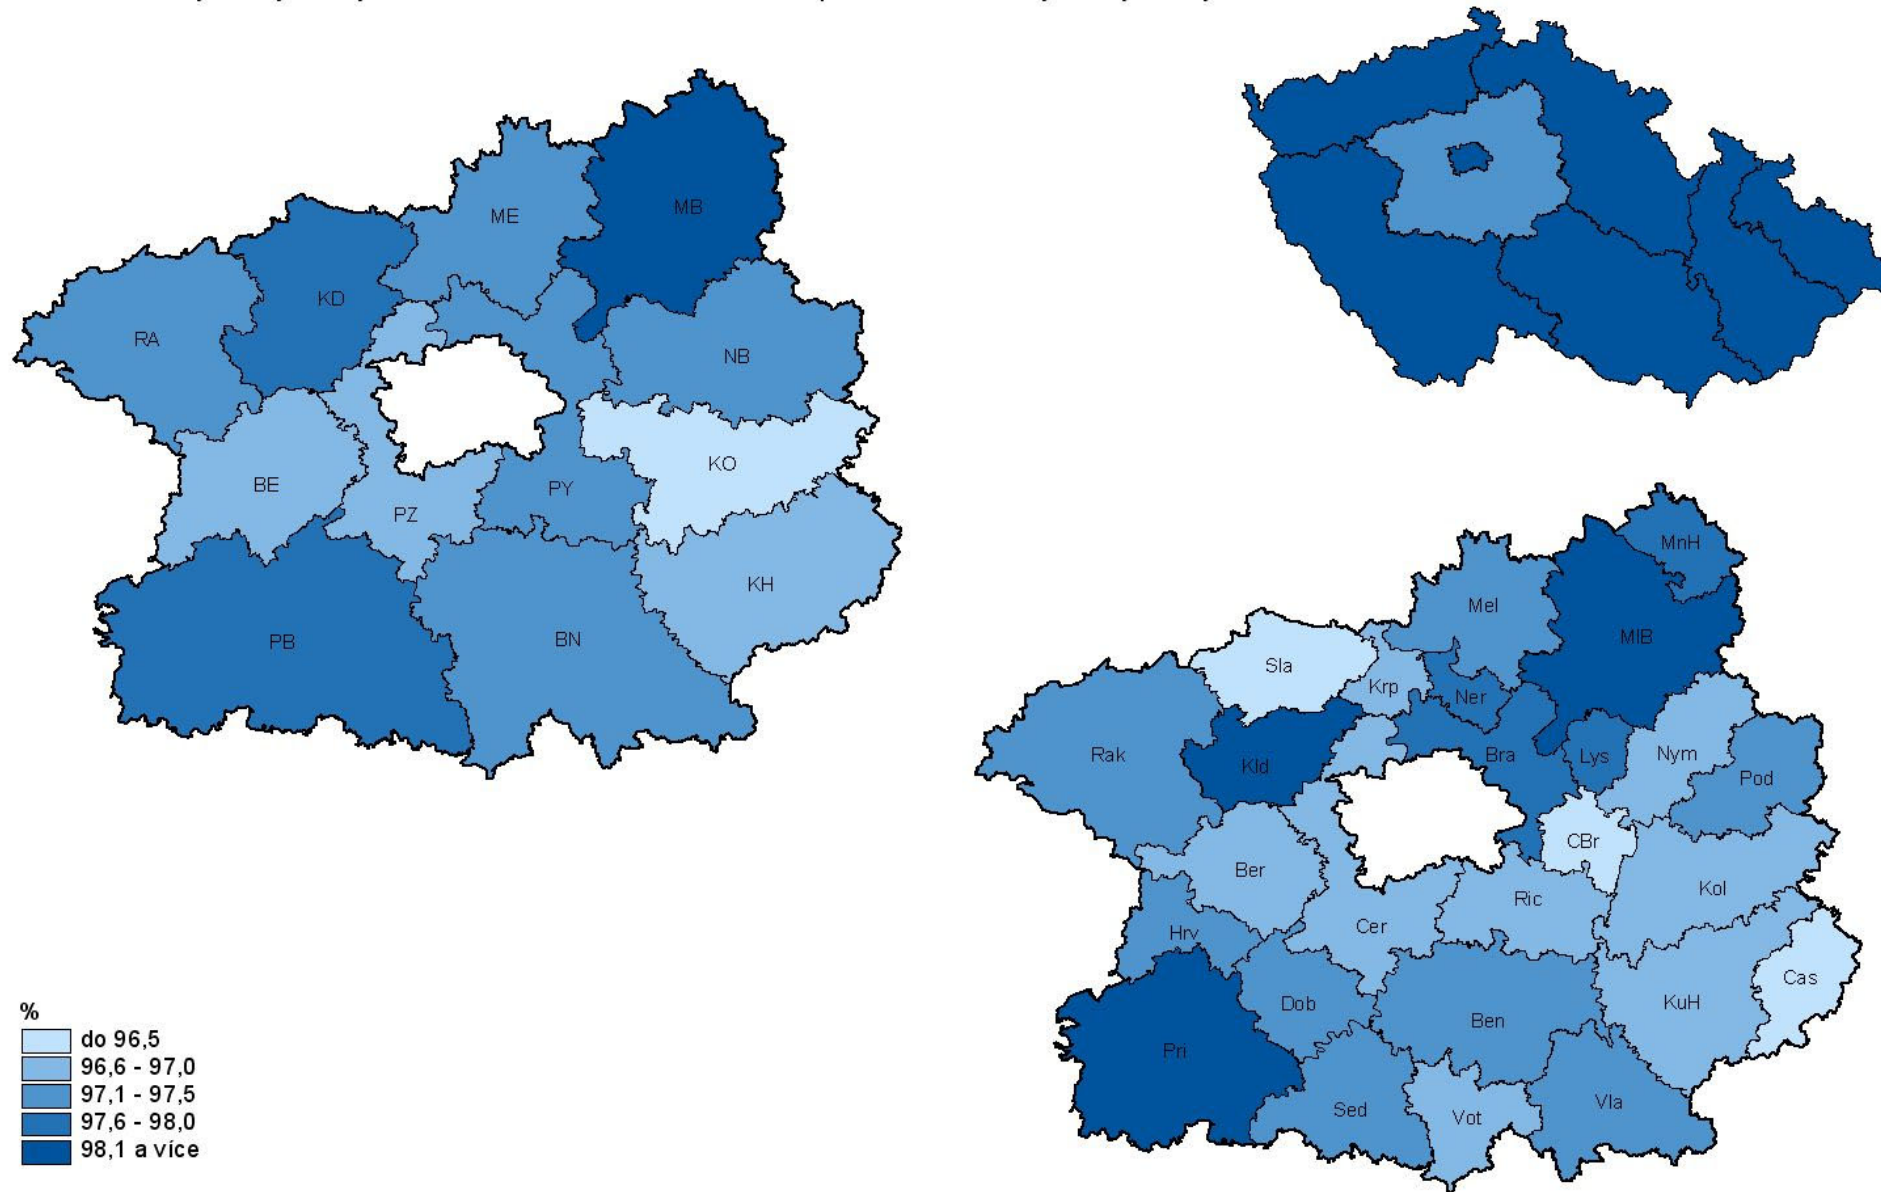 MB
ME
KD
RA
NB
KO
BE
PY
PZ
KH
BN
PB
MnH
Mel
MlB
Sla
Krp
Ner
Rak
Kld
Bra
Lys
Nym
Pod
CBr
Ber
Kol
Ric
Cer
Hrv
Cas
Dob
KuH
Ben
Pri
Sed
Vot
Vla
%
do 96,5
96,6 - 97,0
97,1 - 97,5
97,6 - 98,0
98,1 a více